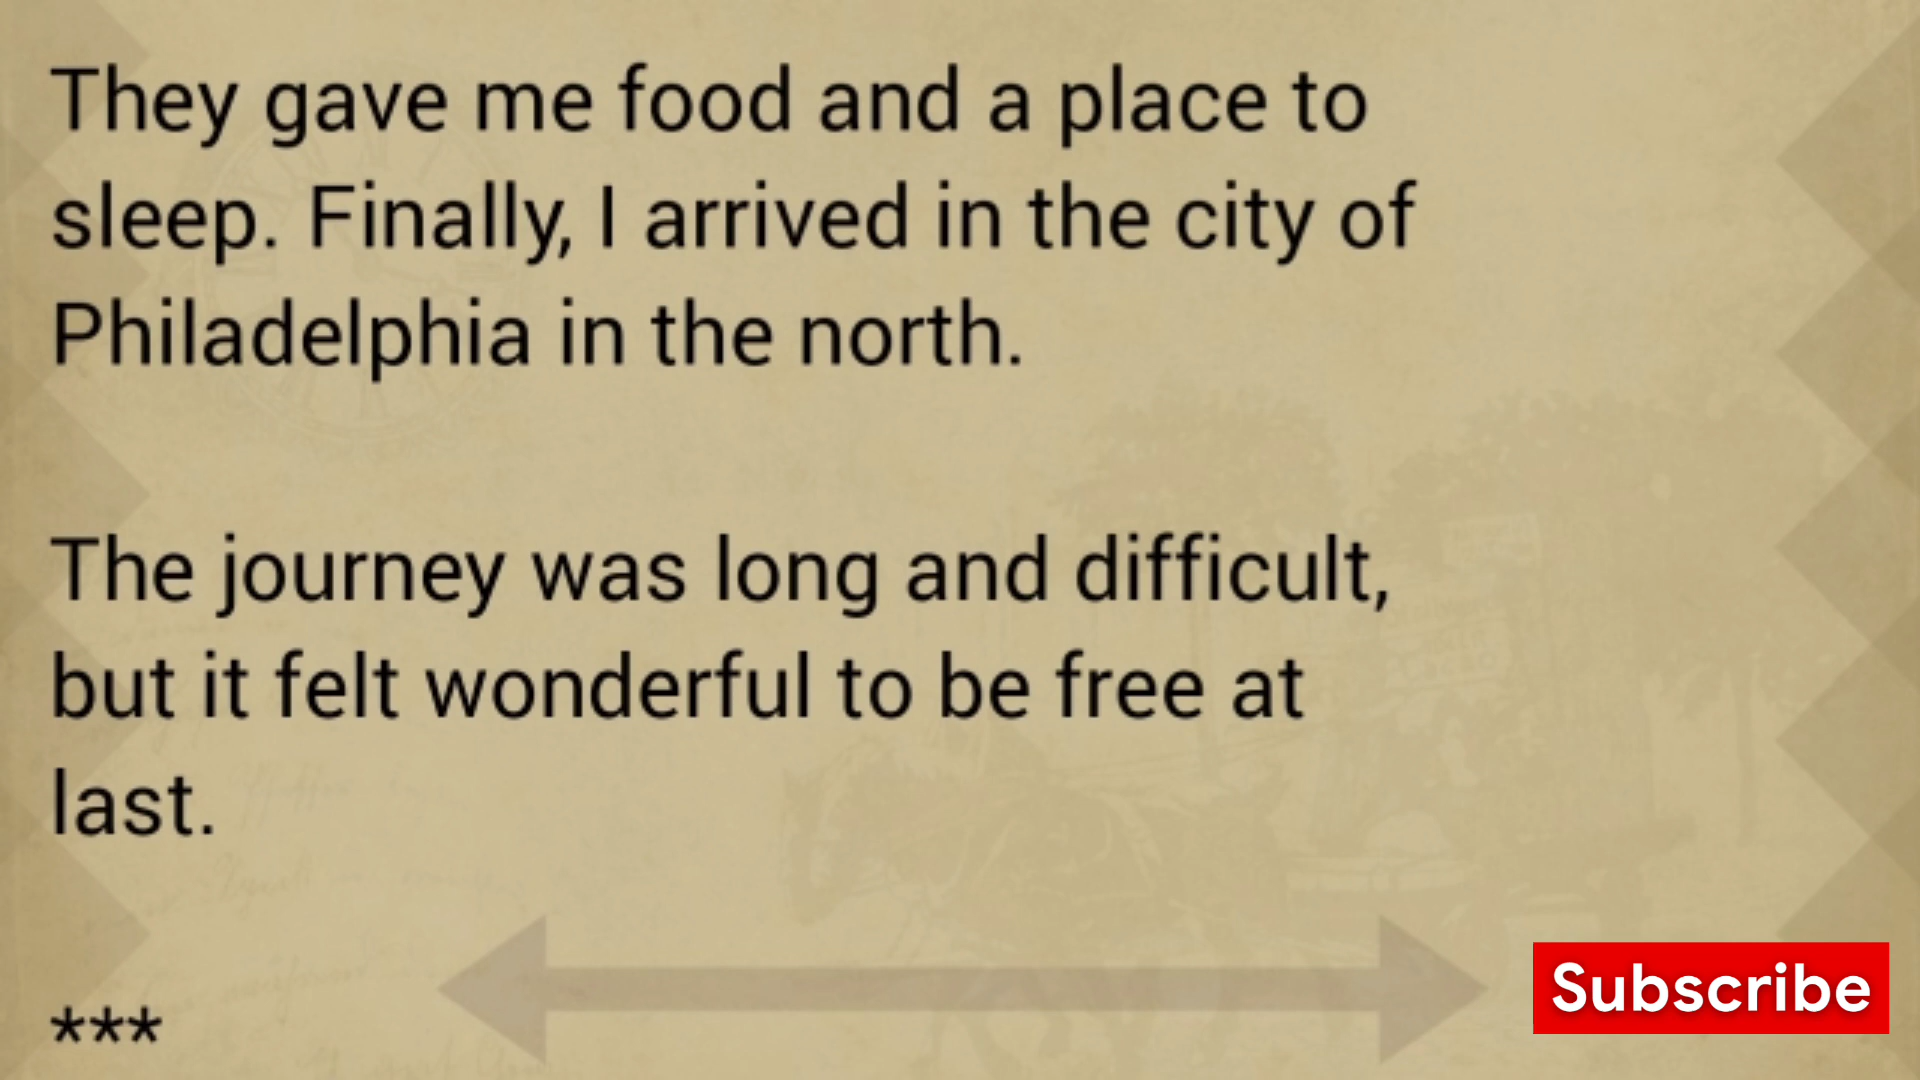 They gave me food and a place to
sleep. Finally, I arrived in the city of
Philadelphia in the north.
The journey was long and difficult,
but it felt wonderful to be free at
last.
***
Subscribe